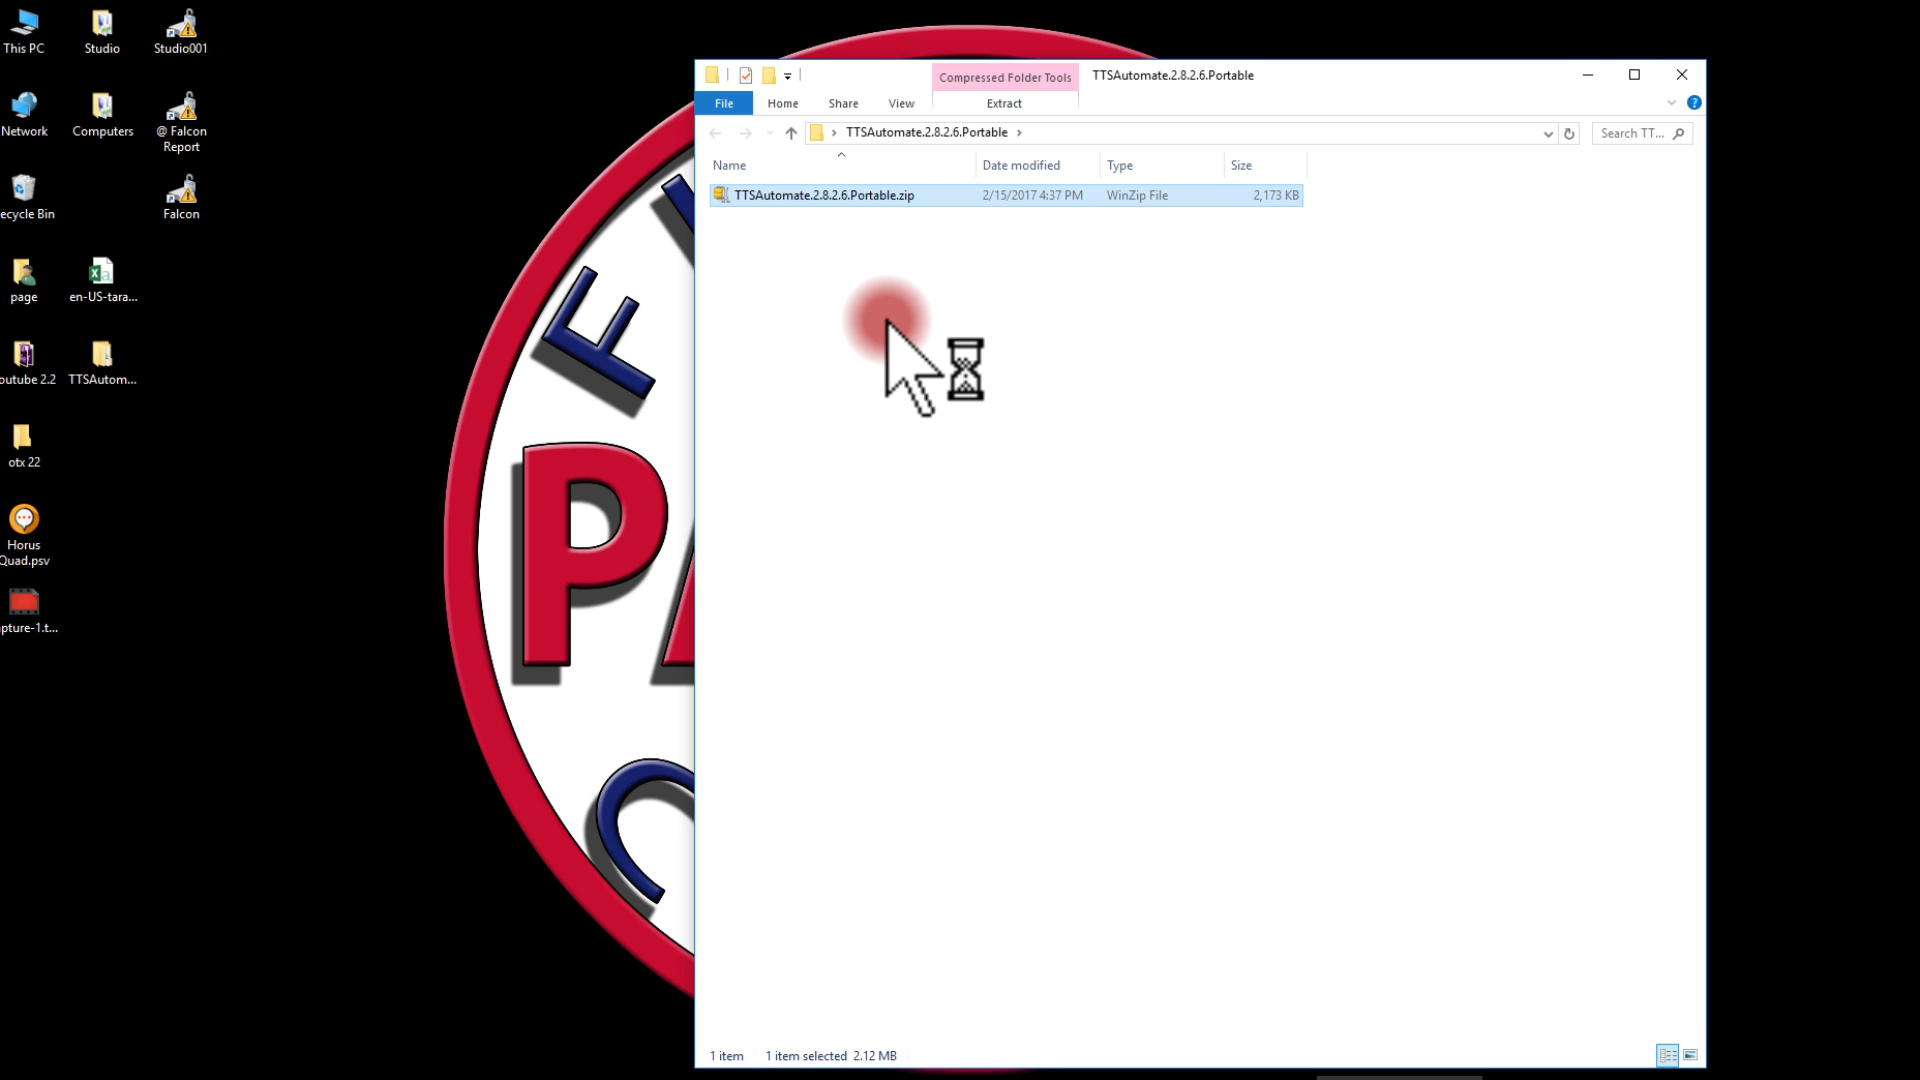 This PC
Studio
Studio001
Network
Computers
@ Falcon
Report
ecycle Bin
Falcon
page
en-US-tara...
outube 2.2
TTSAutom...
otx 22
Horus
Quad.psv
pture-1.t...
F
P
Compressed Folder Tools
TTSAutomate.2.8.2.6.Portable
File
Home
Share
View
Extract
TTSAutomate.2.8.2.6.Portable
Search TT...
Name
Date modified
Type
Size
TTSAutomate.2.8.2.6.Portable.zip
2/15/2017 4:37 PM
WinZip File
2,173 KB
1 item
1 item selected 2.12 MB